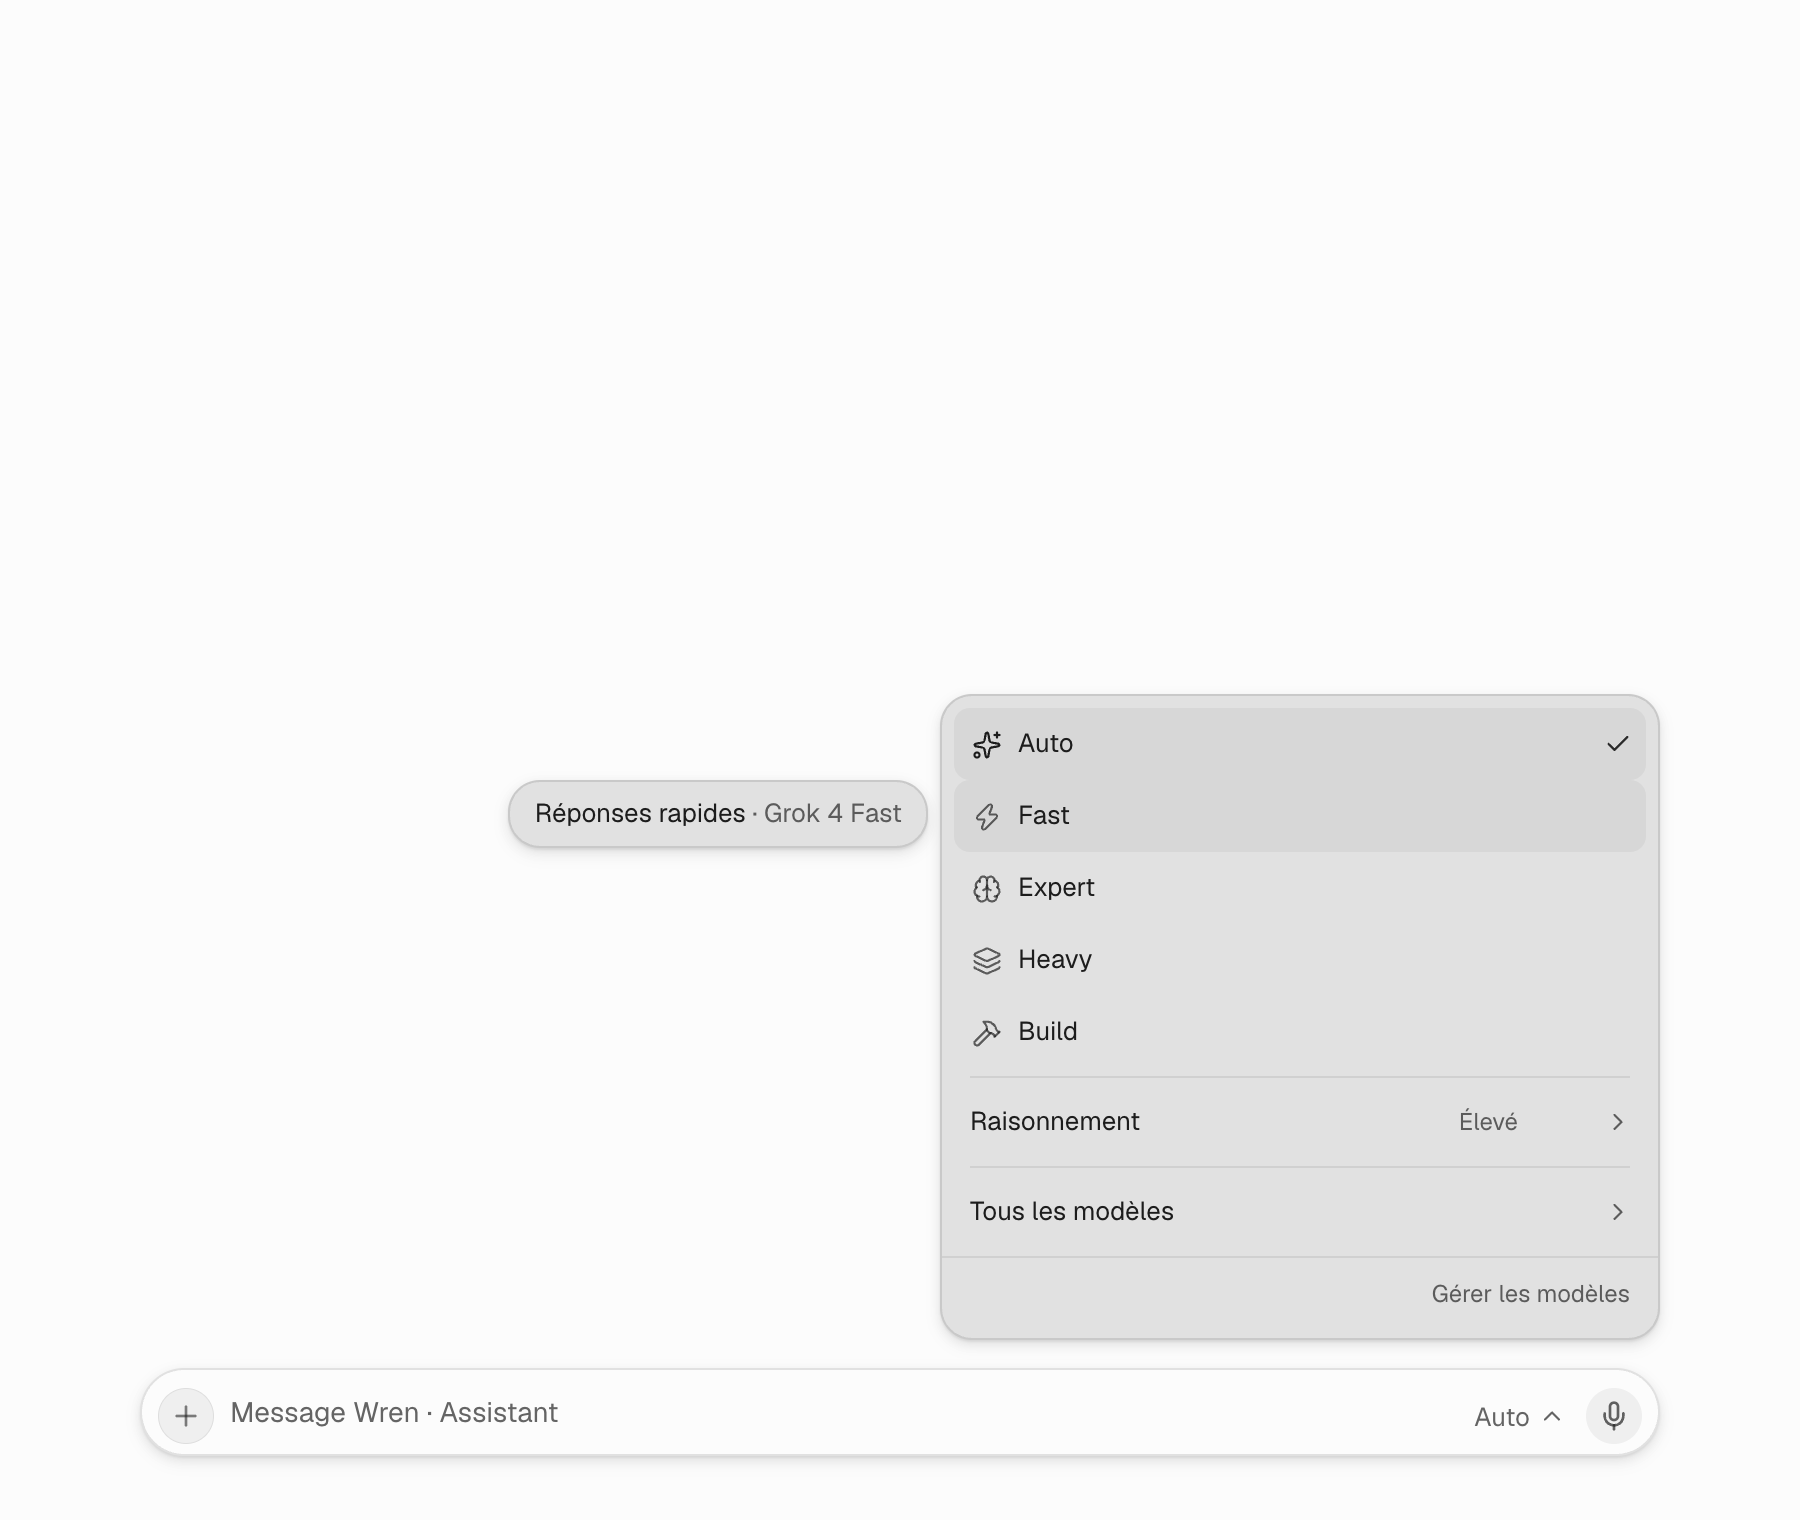 Auto
Réponses rapides · Grok 4 Fast
Fast
Expert
Heavy
Build
Raisonnement Élevé
Tous les modèles
Gérer les modèles
Message Wren · Assistant Auto